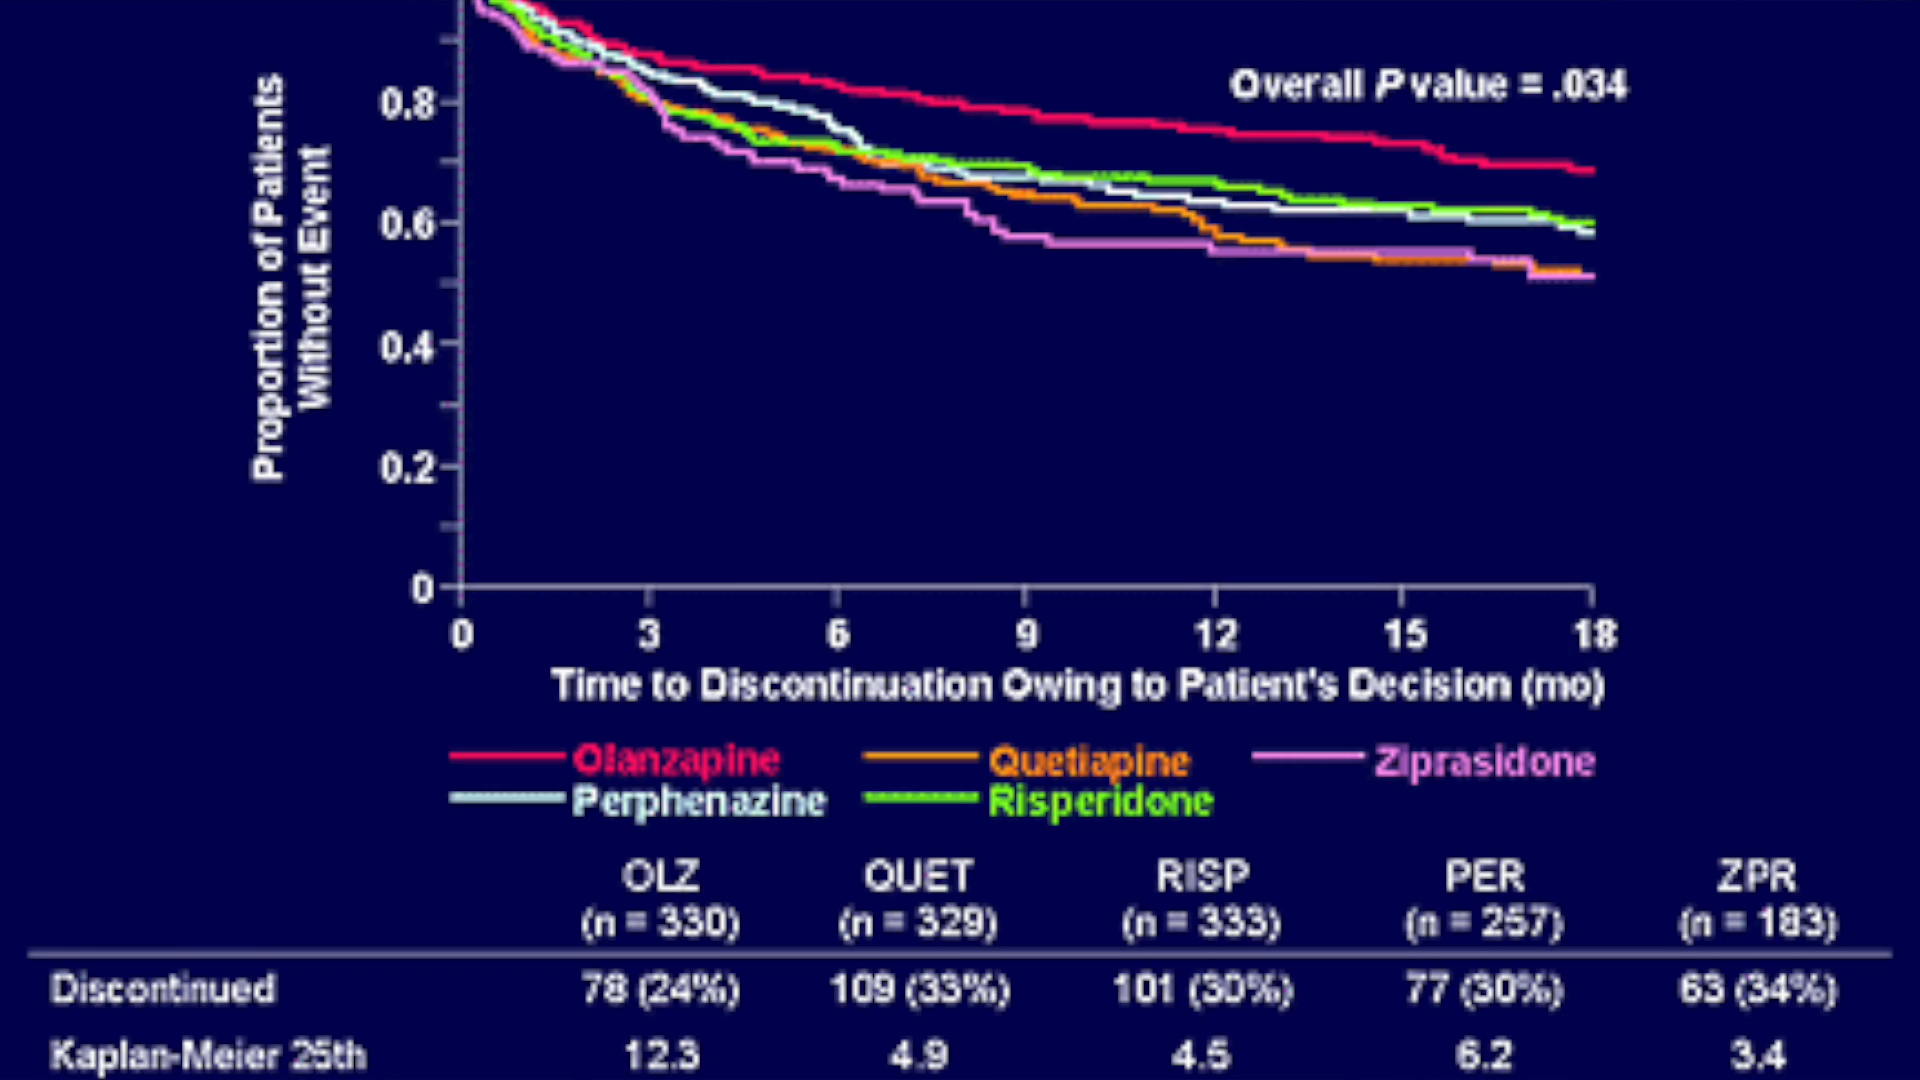 Overall P value = .034
Proportion of Patients
Without Event
0.8
0.6
0.4
0.2
0
0 3 6 9 12 15 18
Time to Discontinuation Owing to Patient's Decision (mo)
Olanzapine Quetiapine Ziprasidone
Perphenazine Risperidone
OLZ QUET RISP PER ZPR
(n = 330) (n = 329) (n = 333) (n = 257) (n = 183)
Discontinued 78 (24%) 109 (33%) 101 (30%) 77 (30%) 63 (34%)
Kaplan-Meier 25th 12.3 4.9 4.5 6.2 3.4